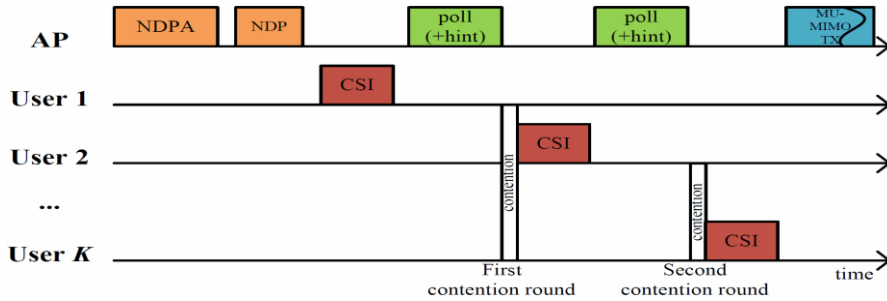 AP
NDPA
NDP
poll
(+hint)
poll
(+hint)
MU-
MIMO
TX
User 1
CSI
User 2
CSI
contention
contention
...
User K
CSI
First
contention round
Second
contention round
time